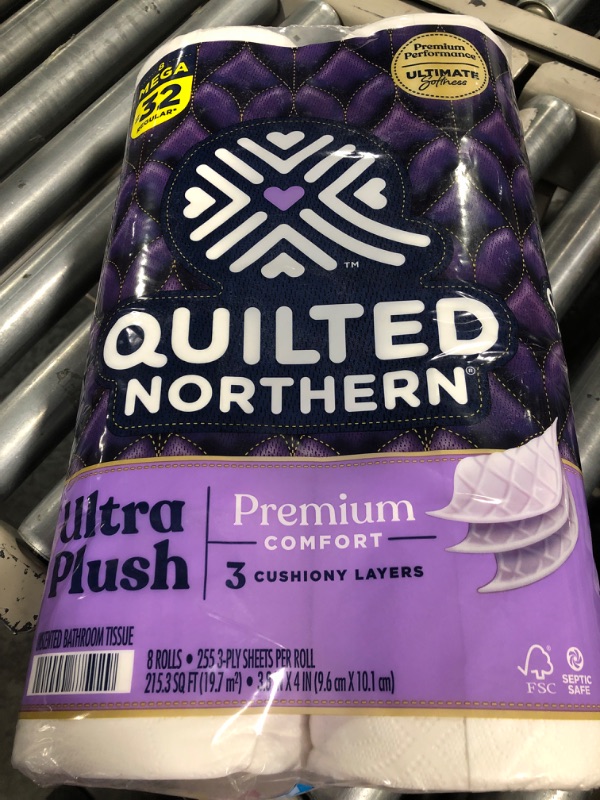 8
MEGA
32
REGULAR*
Premium
Performance
ULTIMATE
Softness
TM
QUILTED
NORTHERN®
Ultra
Plush
Premium
COMFORT
3 CUSHIONY LAYERS
BATHROOM TISSUE
8 ROLLS • 255 3-PLY SHEETS PER ROLL
215.3 SQ FT (19.7 m²) • X 4 IN (9.6 cm X 10.1 cm)
FSC
SEPTIC
SAFE